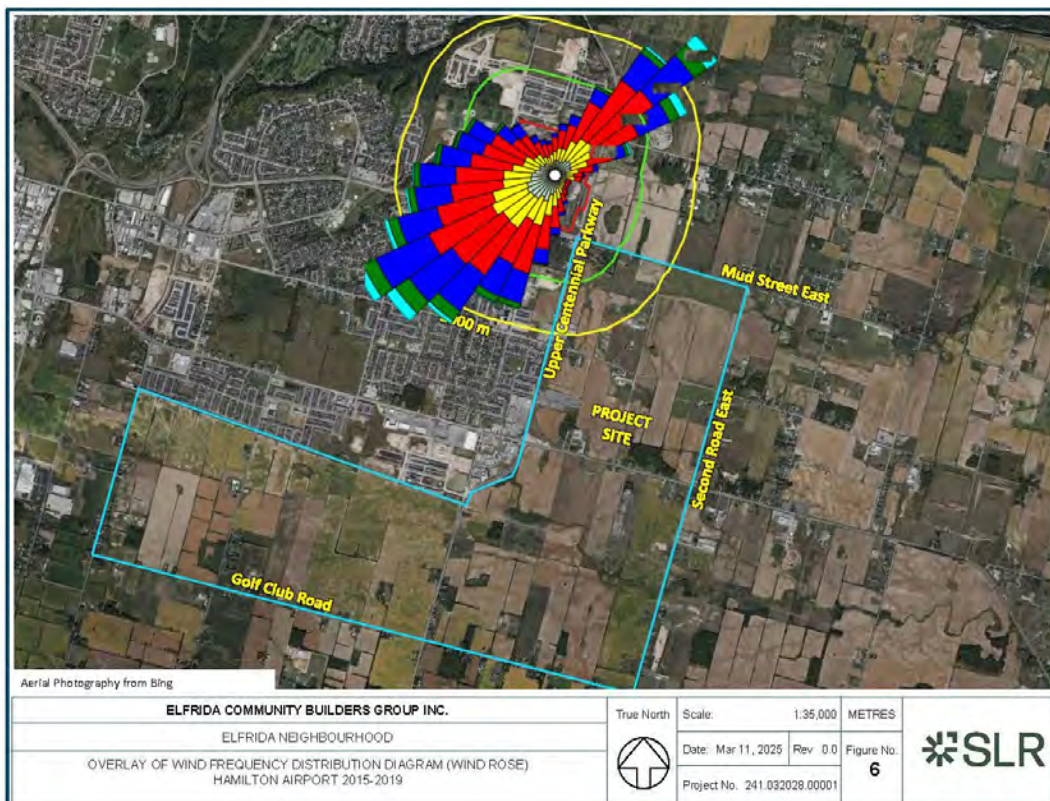 Mud Street East
Upper Centennial Parkway
00 m
PROJECT
SITE
Second Road East
Golf Club Road
Aerial Photography from Bing
ELFRIDA COMMUNITY BUILDERS GROUP INC.
ELFRIDA NEIGHBOURHOOD
OVERLAY OF WIND FREQUENCY DISTRIBUTION DIAGRAM (WIND ROSE)
HAMILTON AIRPORT 2015-2019
True North
Scale: 1:35,000 METRES
Date: Mar 11, 2025 Rev 0.0 Figure No.
6
Project No. 241.032028.00001
SLR